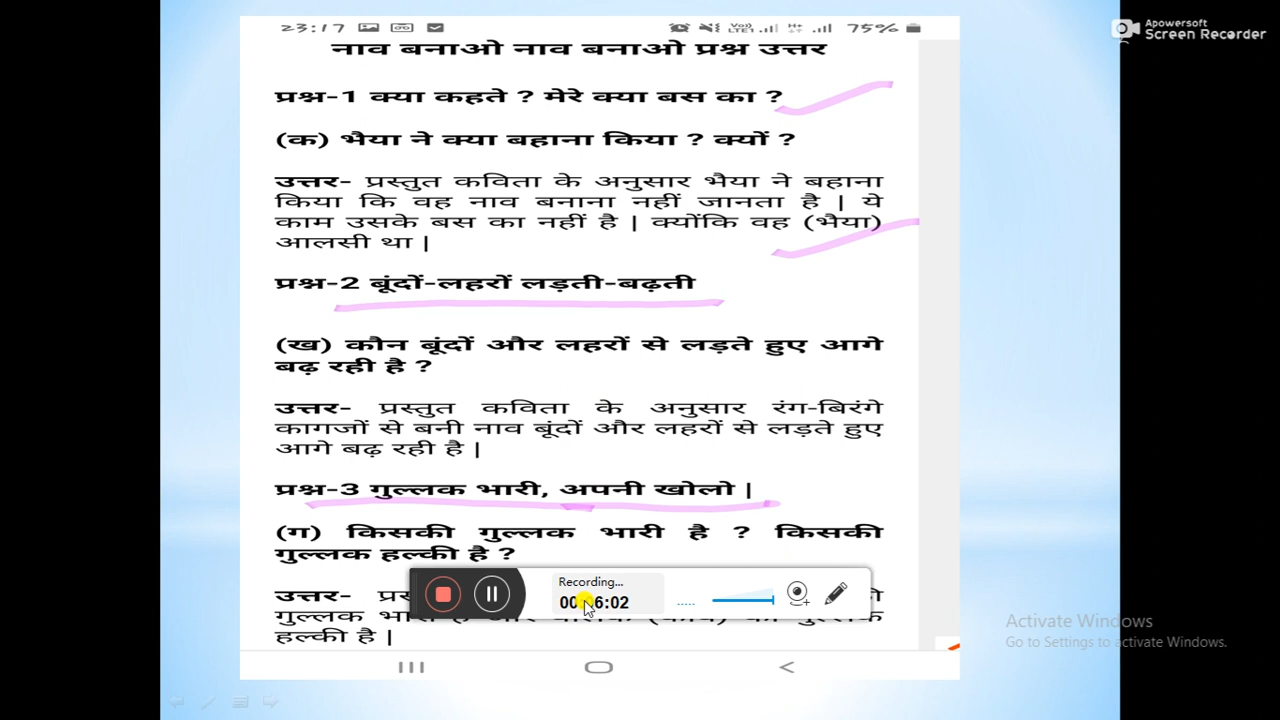 23:17
75%
Apowersoft
Screen Recorder
नाव बनाओ नाव बनाओ प्रश्न उत्तर
प्रश्न-1 क्या कहते ? मेरे क्या बस का ?
(क) भैया ने क्या बहाना किया ? क्यों ?
उत्तर- प्रस्तुत कविता के अनुसार भैया ने बहाना
किया कि वह नाव बनाना नहीं जानता है | ये
काम उसके बस का नहीं है | क्योंकि वह (भैया)
आलसी था |
प्रश्न-2 बूंदों-लहरों लड़ती-बढ़ती
(ख) कौन बूंदों और लहरों से लड़ते हुए आगे
बढ़ रही है ?
उत्तर- प्रस्तुत कविता के अनुसार रंग-बिरंगे
कागजों से बनी नाव बूंदों और लहरों से लड़ते हुए
आगे बढ़ रही है |
प्रश्न-3 गुल्लक भारी, अपनी खोलो |
(ग) किसकी गुल्लक भारी है ? किसकी
गुल्लक हल्की है ?
Recording...
उत्तर-
गुल्लक
हल्की है |
Activate Windows
Go to Settings to activate Windows.